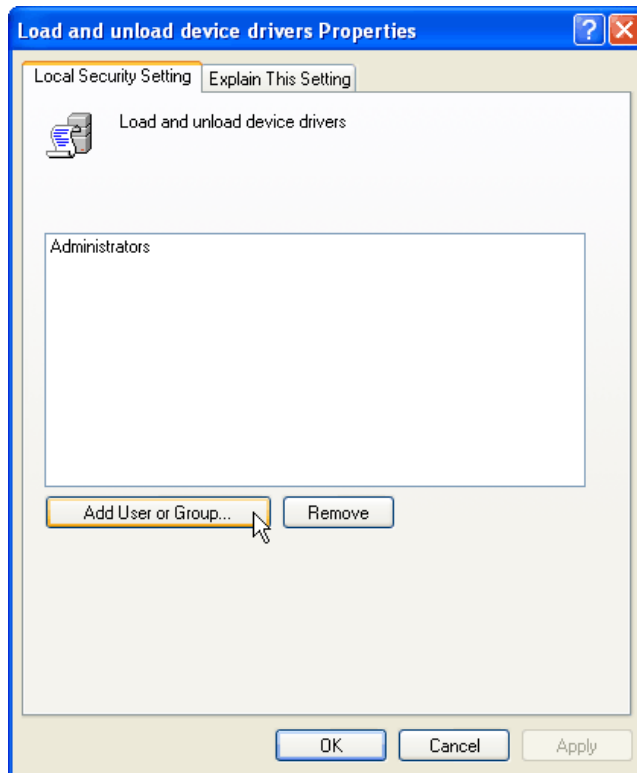 Load and unload device drivers Properties
Local Security Setting
Explain This Setting
Load and unload device drivers
Administrators
Add User or Group...
Remove
OK
Cancel
Apply